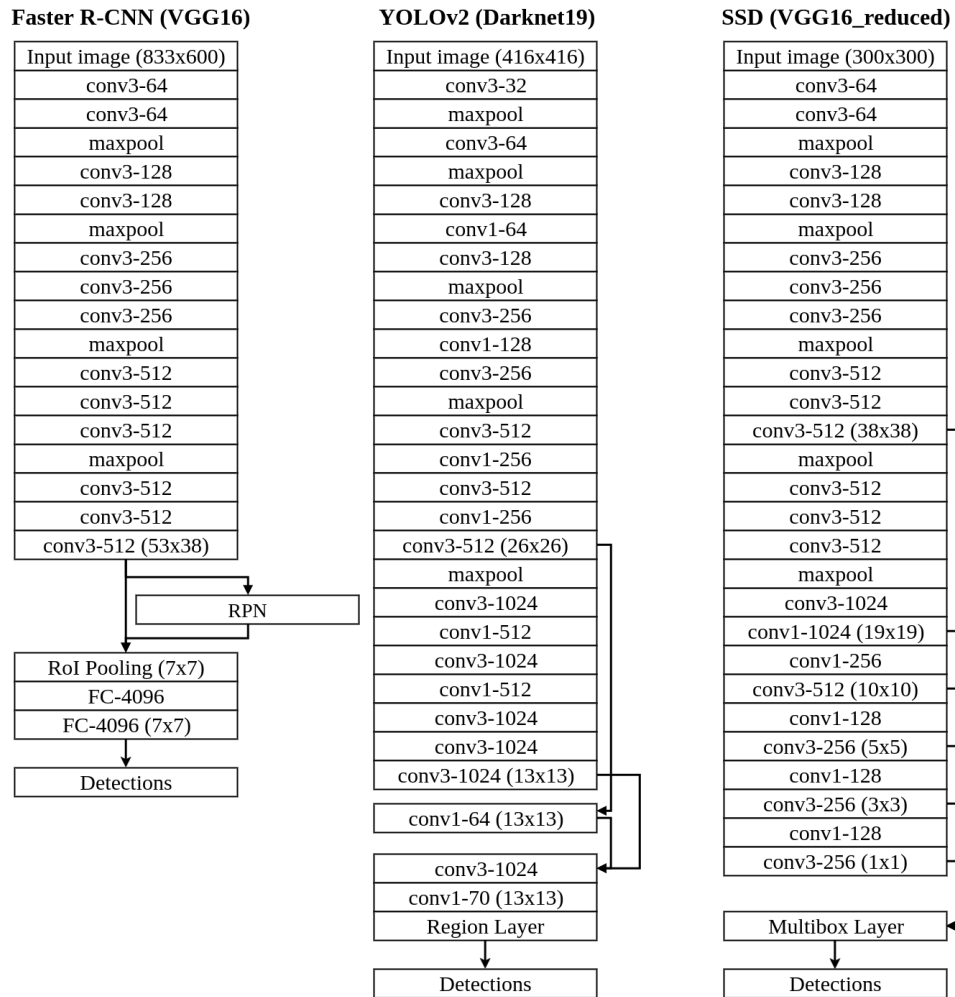 Faster R-CNN (VGG16)
Input image (833x600)
conv3-64
conv3-64
maxpool
conv3-128
conv3-128
maxpool
conv3-256
conv3-256
conv3-256
maxpool
conv3-512
conv3-512
conv3-512
maxpool
conv3-512
conv3-512
conv3-512 (53x38)
RPN
RoI Pooling (7x7)
FC-4096
FC-4096 (7x7)
Detections
YOLOv2 (Darknet19)
Input image (416x416)
conv3-32
maxpool
conv3-64
maxpool
conv3-128
conv1-64
conv3-128
maxpool
conv3-256
conv1-128
conv3-256
maxpool
conv3-512
conv1-256
conv3-512
conv1-256
conv3-512 (26x26)
maxpool
conv3-1024
conv1-512
conv3-1024
conv1-512
conv3-1024
conv3-1024
conv3-1024 (13x13)
conv1-64 (13x13)
conv3-1024
conv1-70 (13x13)
Region Layer
Detections
SSD (VGG16_reduced)
Input image (300x300)
conv3-64
conv3-64
maxpool
conv3-128
conv3-128
maxpool
conv3-256
conv3-256
conv3-256
maxpool
conv3-512
conv3-512
conv3-512 (38x38)
maxpool
conv3-512
conv3-512
conv3-512
maxpool
conv3-1024
conv1-1024 (19x19)
conv1-256
conv3-512 (10x10)
conv1-128
conv3-256 (5x5)
conv1-128
conv3-256 (3x3)
conv1-128
conv3-256 (1x1)
Multibox Layer
Detections